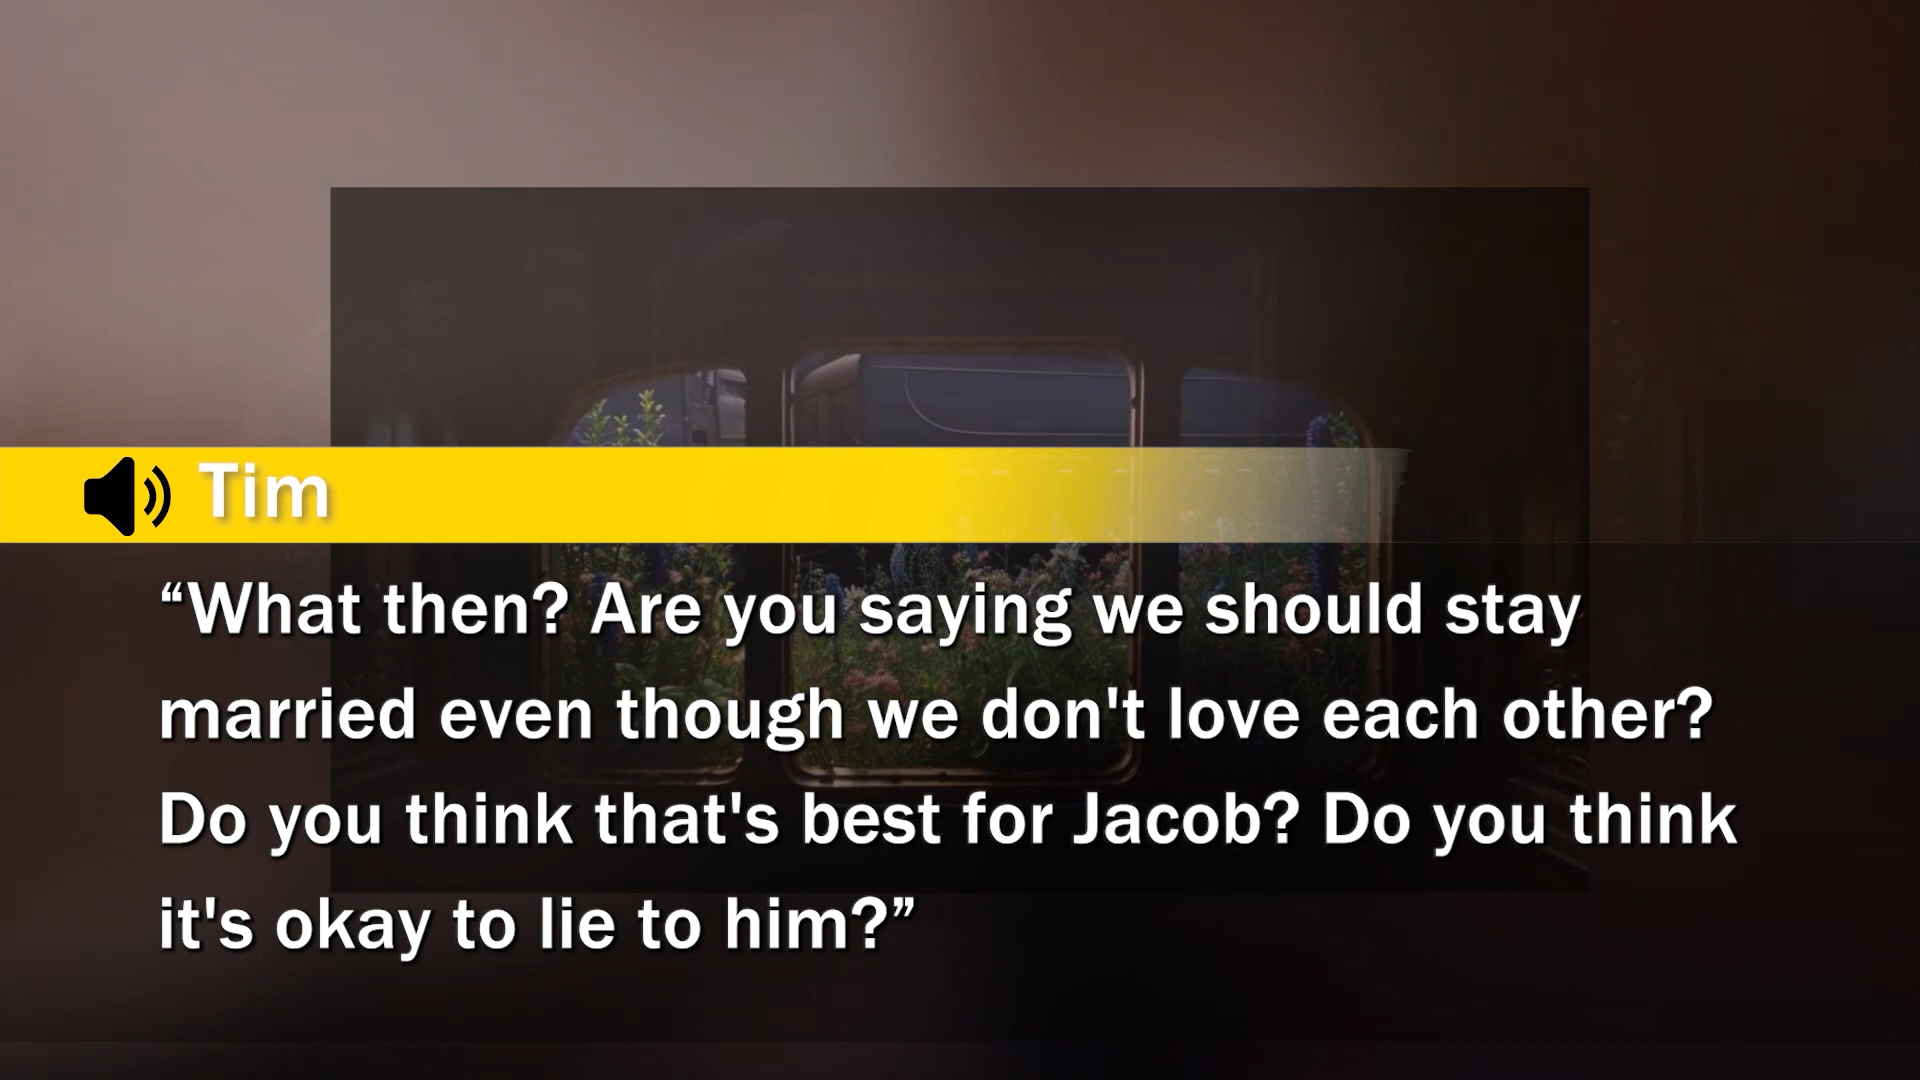 Tim
“What then? Are you saying we should stay
married even though we don't love each other?
Do you think that's best for Jacob? Do you think
it's okay to lie to him?”